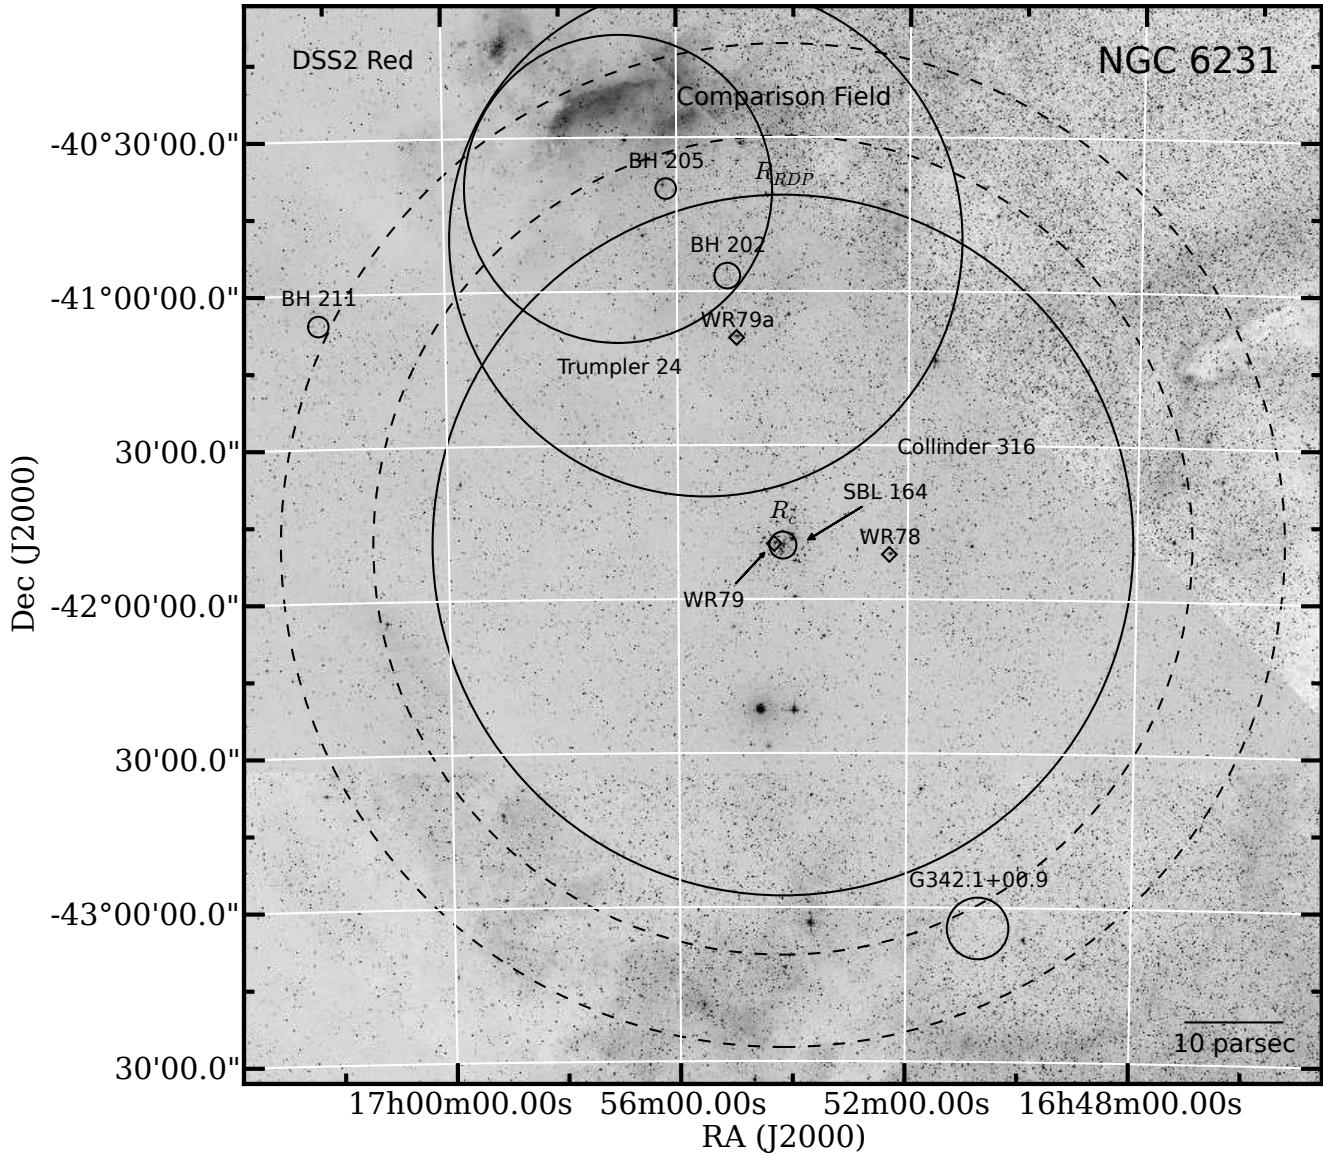 DSS2 Red
NGC 6231
Comparison Field
-40°30'00.0"
BH 205
R_RDP
BH 202
-41°00'00.0"
BH 211
WR79a
Trumpler 24
30'00.0"
Collinder 316
SBL 164
R_c
WR78
WR79
-42°00'00.0"
Dec (J2000)
30'00.0"
G342.1+00.9
-43°00'00.0"
10 parsec
30'00.0"
17h00m00.00s 56m00.00s 52m00.00s 16h48m00.00s
RA (J2000)